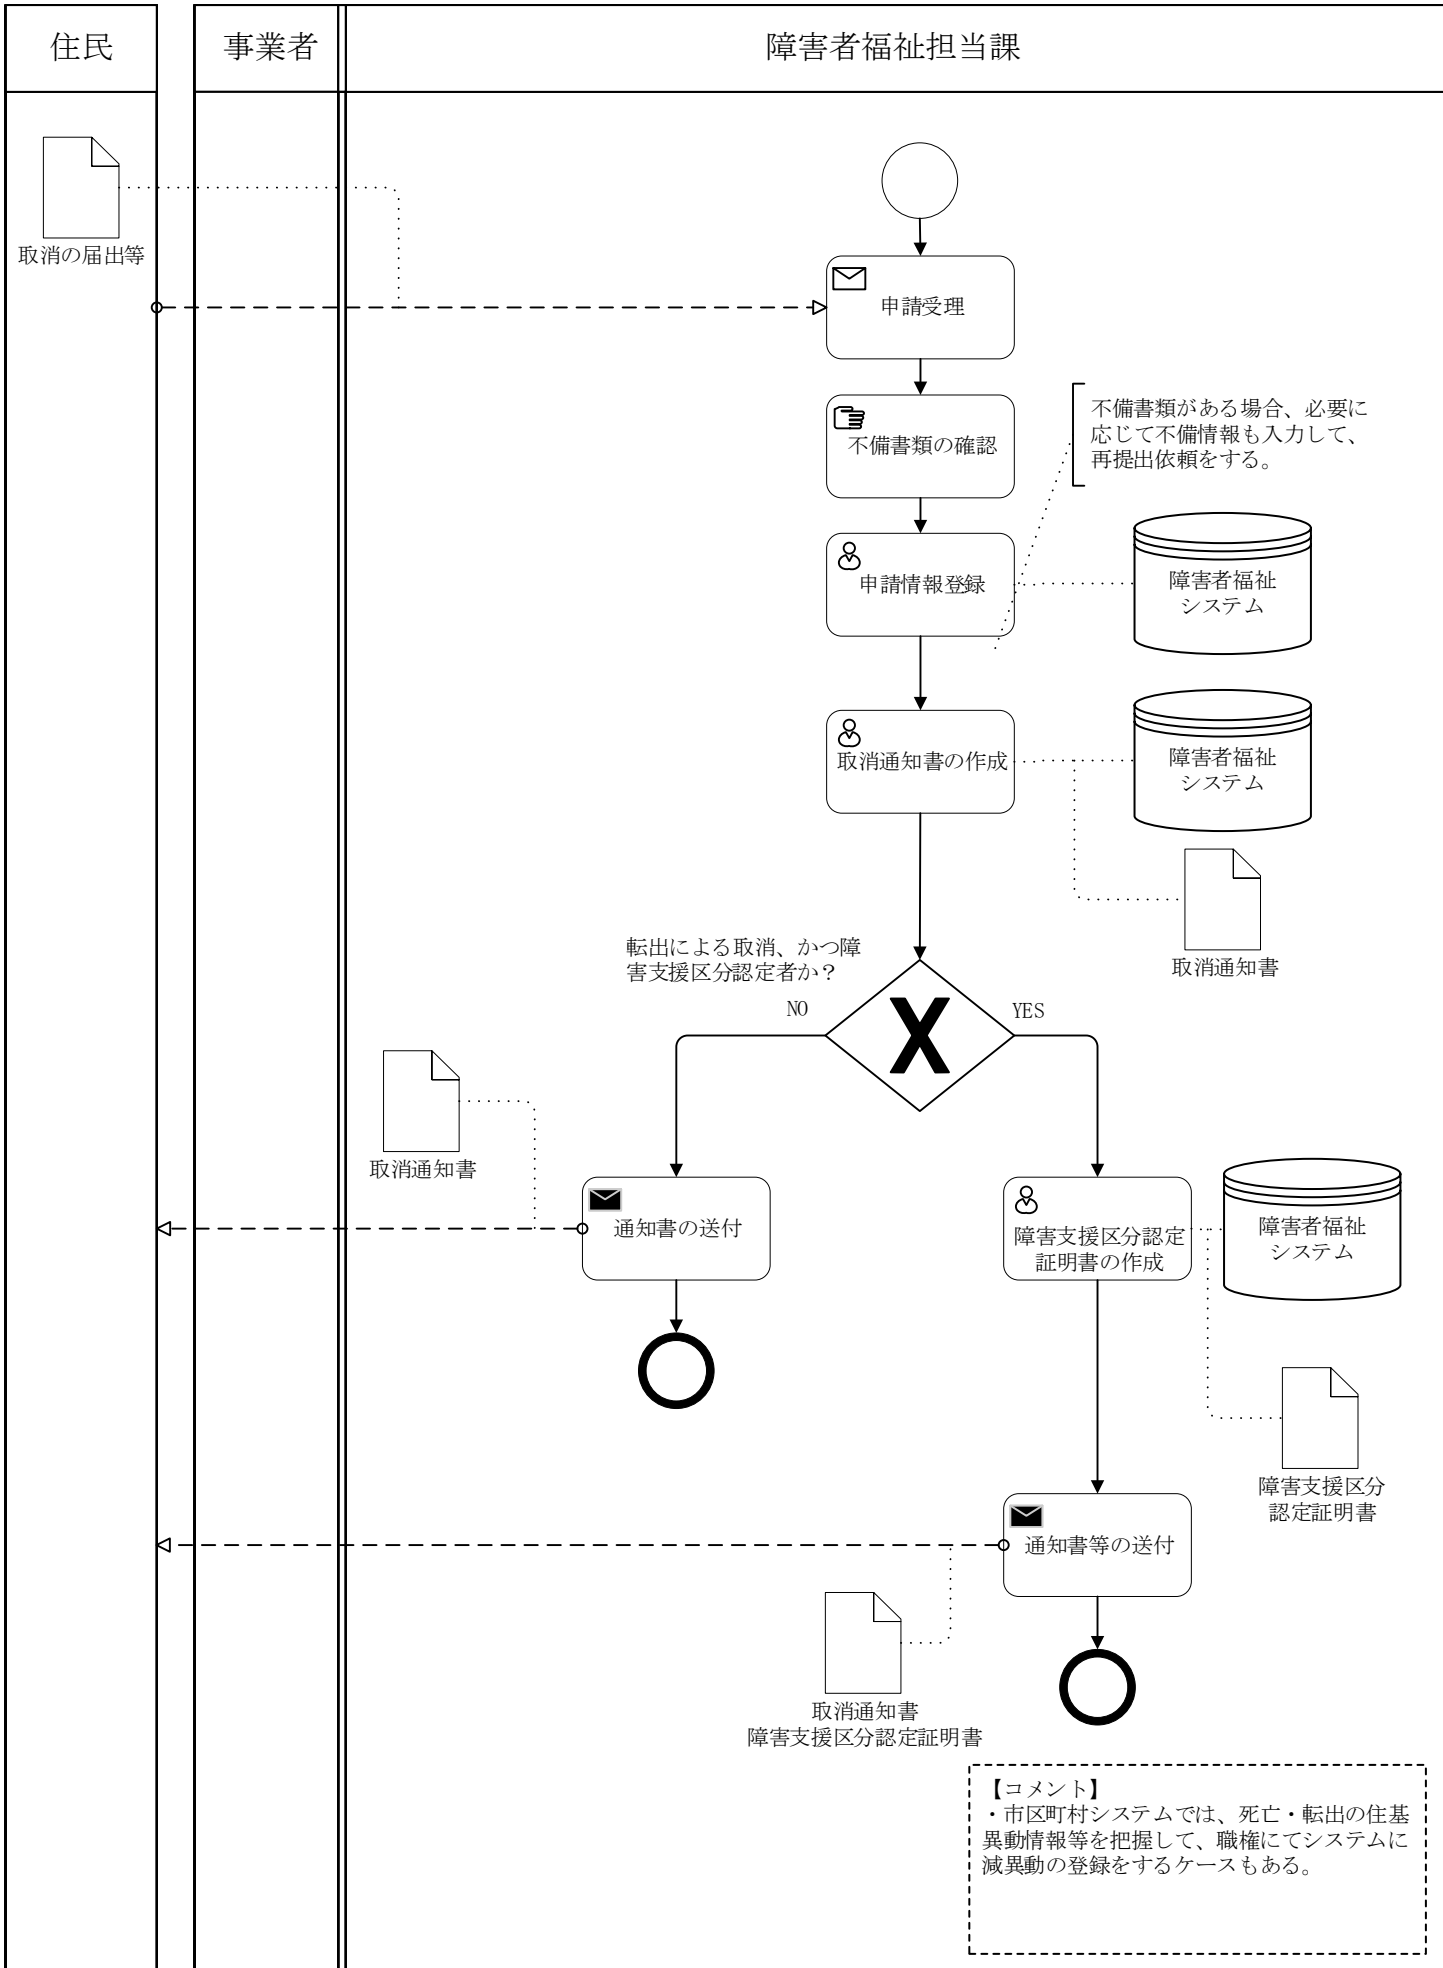 住民
事業者
障害者福祉担当課
取消の届出等
申請受理
不備書類の確認
不備書類がある場合、必要に
応じて不備情報も入力して、
再提出依頼をする。
申請情報登録
障害者福祉
システム
取消通知書の作成
障害者福祉
システム
取消通知書
転出による取消、かつ障
害支援区分認定者か？
NO
YES
取消通知書
通知書の送付
障害支援区分認定
証明書の作成
障害者福祉
システム
障害支援区分
認定証明書
通知書等の送付
取消通知書
障害支援区分認定証明書
【コメント】
・市区町村システムでは、死亡・転出の住基
異動情報等を把握して、職権にてシステムに
減異動の登録をするケースもある。